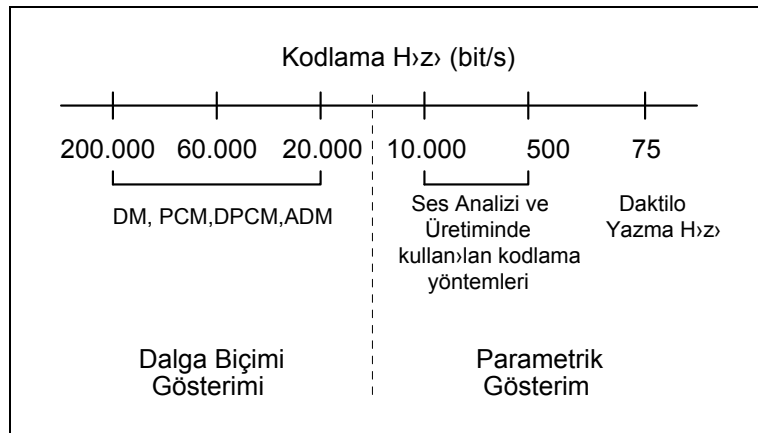 Kodlama H›z› (bit/s)
200.000 60.000 20.000 10.000 500 75
DM, PCM,DPCM,ADM
Ses Analizi ve
Üretiminde
kullan›lan kodlama
yöntemleri
Daktilo
Yazma H›z›
Dalga Biçimi
Gösterimi
Parametrik
Gösterim